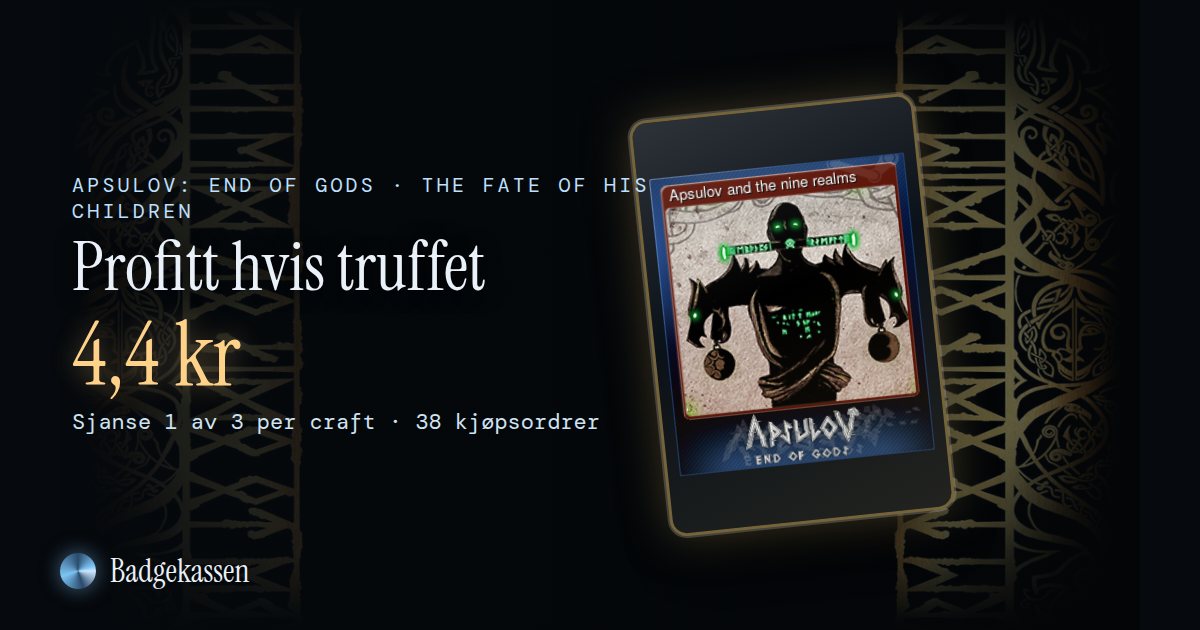 APSULOV: END OF GODS · THE FATE OF HIS
CHILDREN
Profitt hvis truffet
4,4 kr
Sjanse 1 av 3 per craft · 38 kjøpsordrer
Badgekassen
Apsulov and the nine realms
APSULOV
END OF GODS